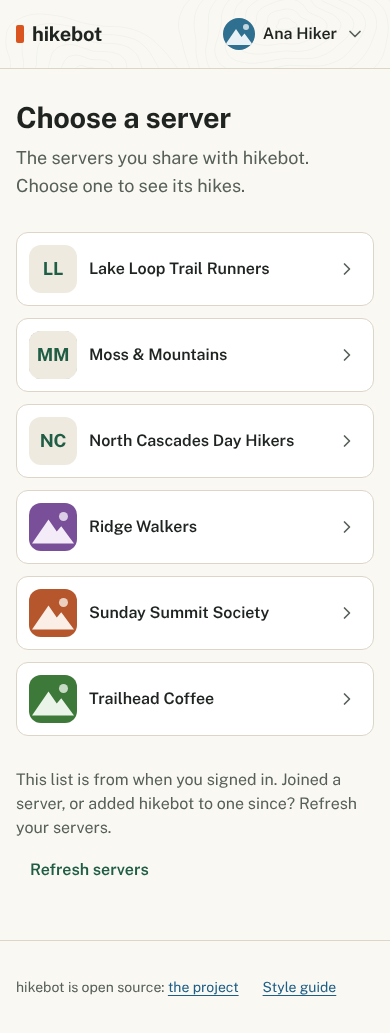 hikebot
Ana Hiker
Choose a server
The servers you share with hikebot.
Choose one to see its hikes.
LL
Lake Loop Trail Runners
MM
Moss & Mountains
NC
North Cascades Day Hikers
Ridge Walkers
Sunday Summit Society
Trailhead Coffee
This list is from when you signed in. Joined a
server, or added hikebot to one since? Refresh
your servers.
Refresh servers
hikebot is open source: the project
Style guide